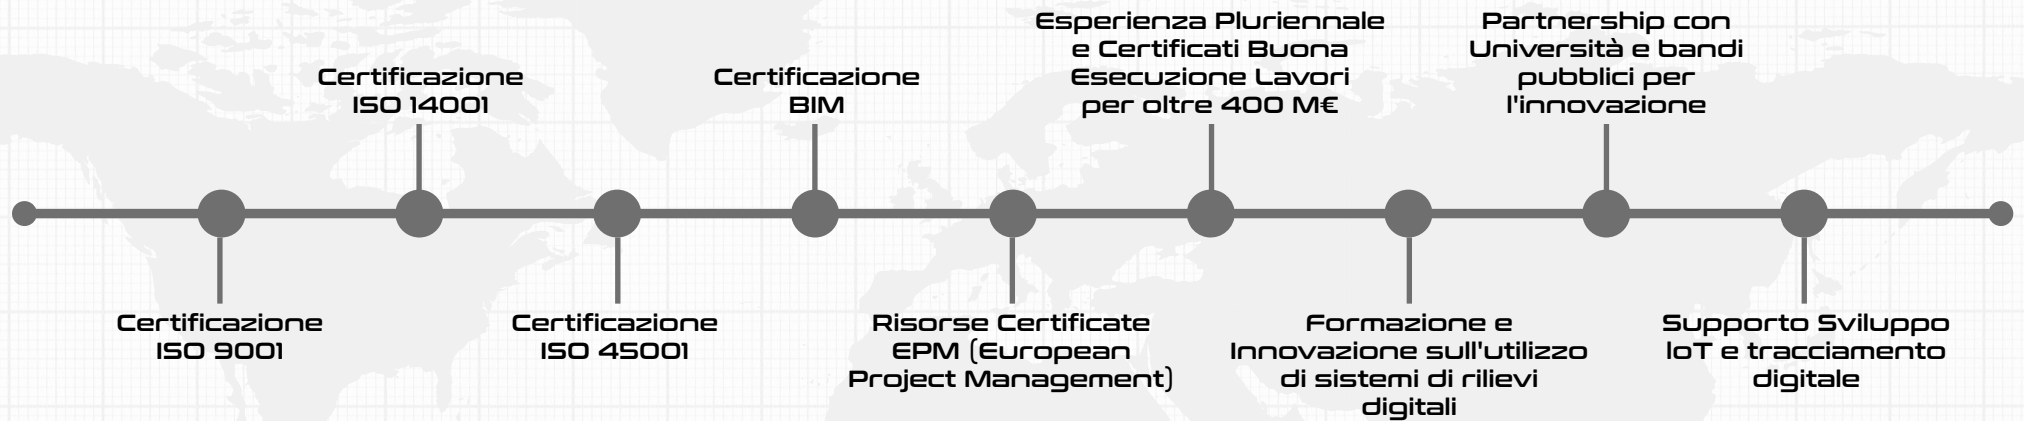 Certificazione
ISO 9001
Certificazione
ISO 14001
Certificazione
ISO 45001
Certificazione
BIM
Risorse Certificate
EPM (European
Project Management)
Esperienza Pluriennale
e Certificati Buona
Esecuzione Lavori
per oltre 400 M€
Formazione e
Innovazione sull'utilizzo
di sistemi di rilievi
digitali
Partnership con
Università e bandi
pubblici per
l'innovazione
Supporto Sviluppo
IoT e tracciamento
digitale